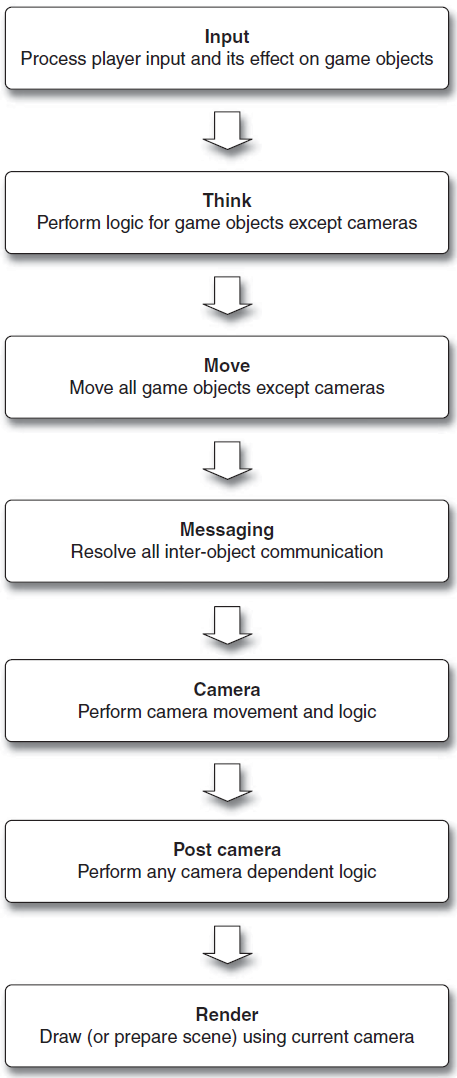 Input
Process player input and its effect on game objects
Think
Perform logic for game objects except cameras
Move
Move all game objects except cameras
Messaging
Resolve all inter-object communication
Camera
Perform camera movement and logic
Post camera
Perform any camera dependent logic
Render
Draw (or prepare scene) using current camera